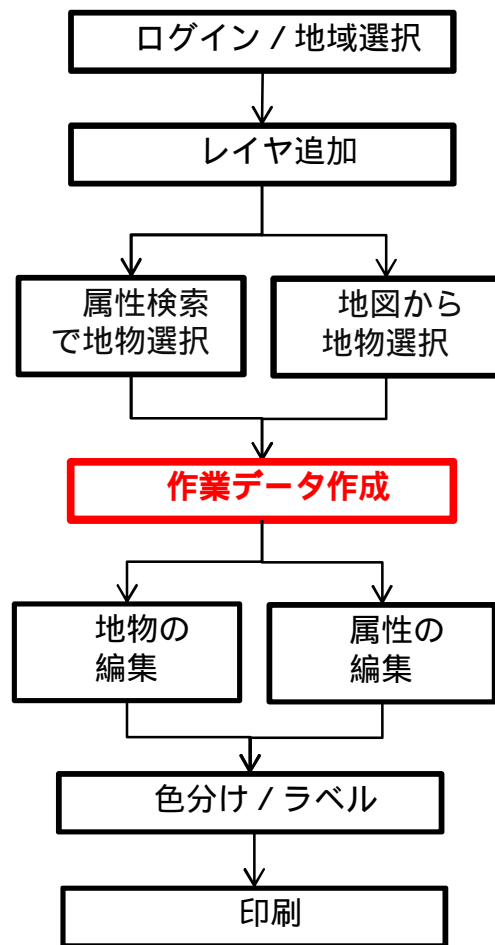 ログイン / 地域選択
レイヤ追加
属性検索
で地物選択
地図から
地物選択
作業データ作成
地物の
編集
属性の
編集
色分け / ラベル
印刷